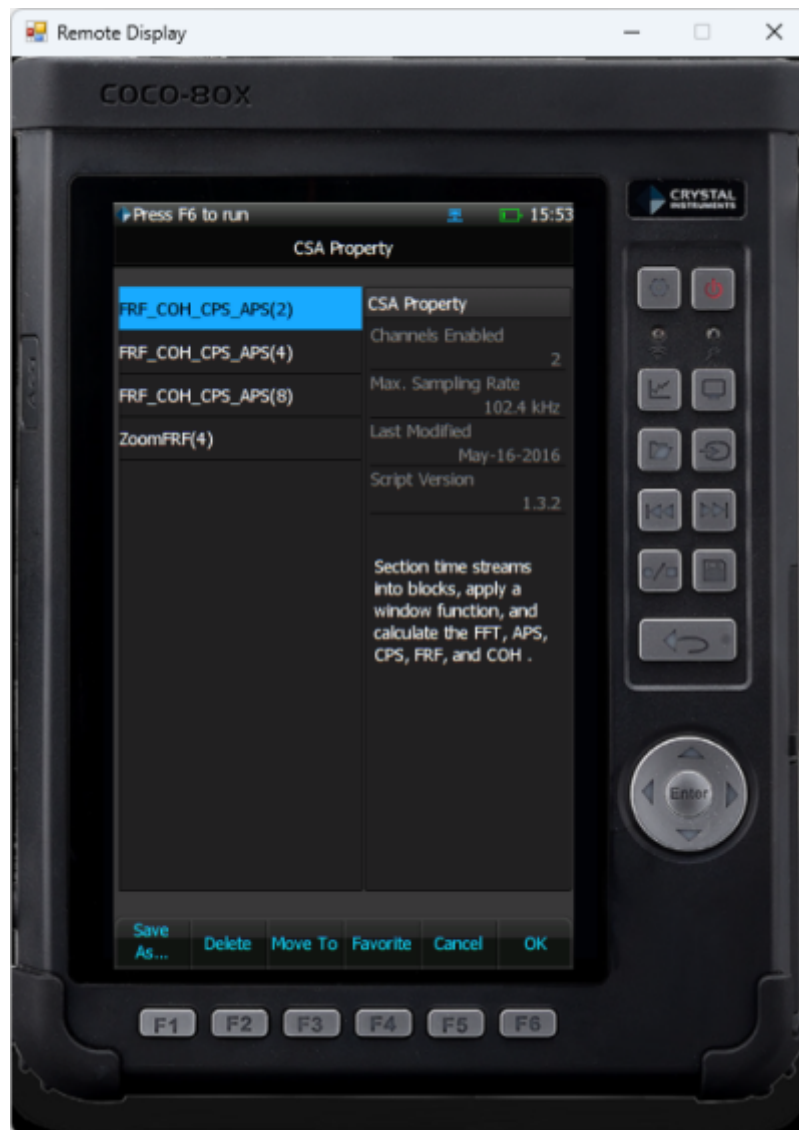 Remote Display
COCO-80X
CRYSTAL
INSTRUMENTS
Press F6 to run
15:53
CSA Property
FRF_COH_CPS_APS(2)
FRF_COH_CPS_APS(4)
FRF_COH_CPS_APS(8)
ZoomFRF(4)
CSA Property
Channels Enabled
2
Max. Sampling Rate
102.4 kHz
Last Modified
May-16-2016
Script Version
1.3.2
Section time streams
into blocks, apply a
window function, and
calculate the FFT, APS,
CPS, FRF, and COH .
Enter
Save
As...
Delete
Move To
Favorite
Cancel
OK
F1
F2
F3
F4
F5
F6